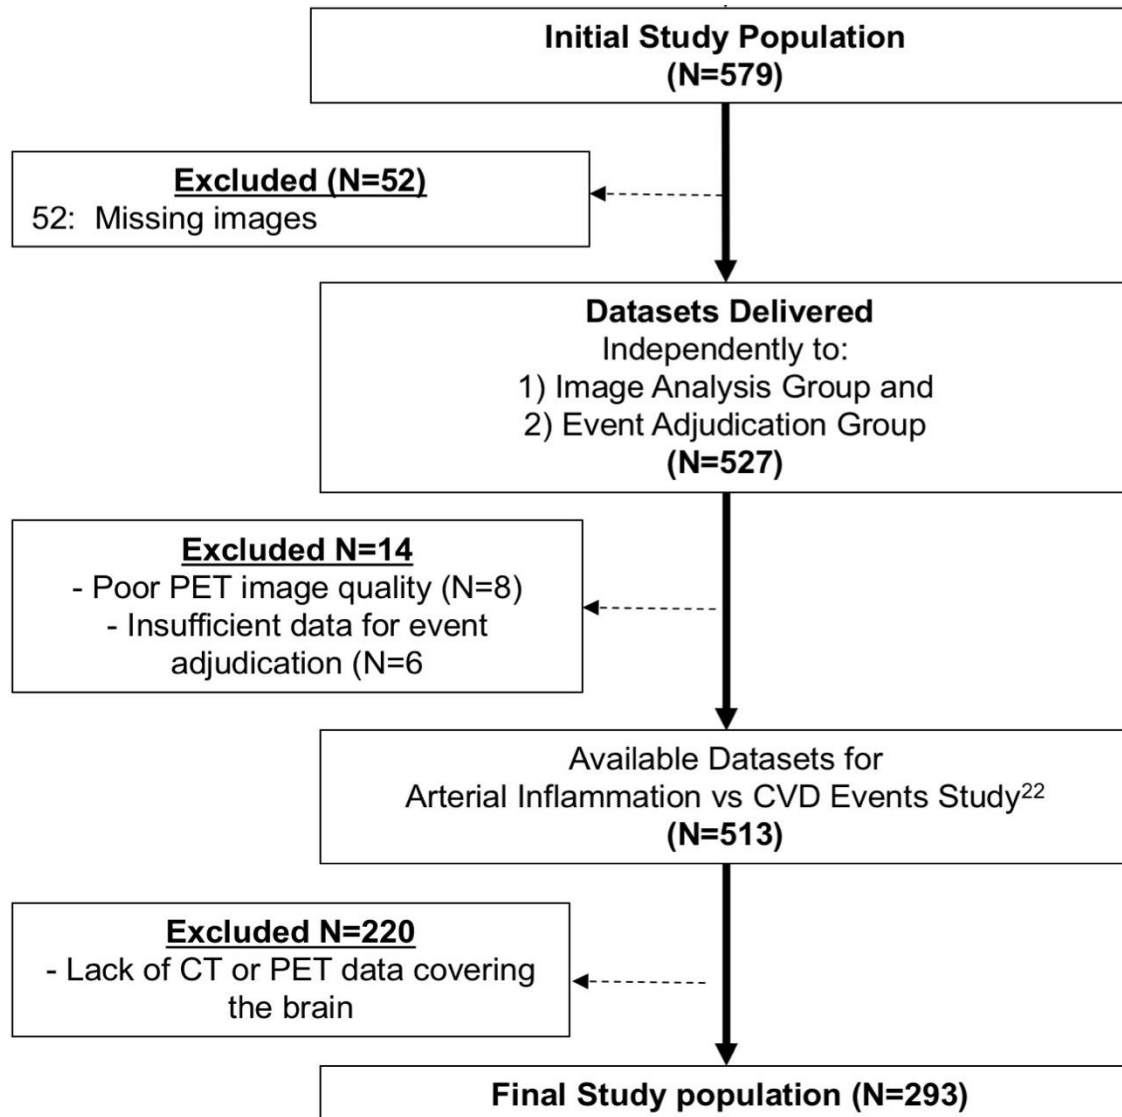 Initial Study Population
(N=579)
Excluded (N=52)
52: Missing images
Datasets Delivered
Independently to:
1) Image Analysis Group and
2) Event Adjudication Group
(N=527)
Excluded N=14
- Poor PET image quality (N=8)
- Insufficient data for event
adjudication (N=6
Available Datasets for
Arterial Inflammation vs CVD Events Study²²
(N=513)
Excluded N=220
- Lack of CT or PET data covering
the brain
Final Study population (N=293)